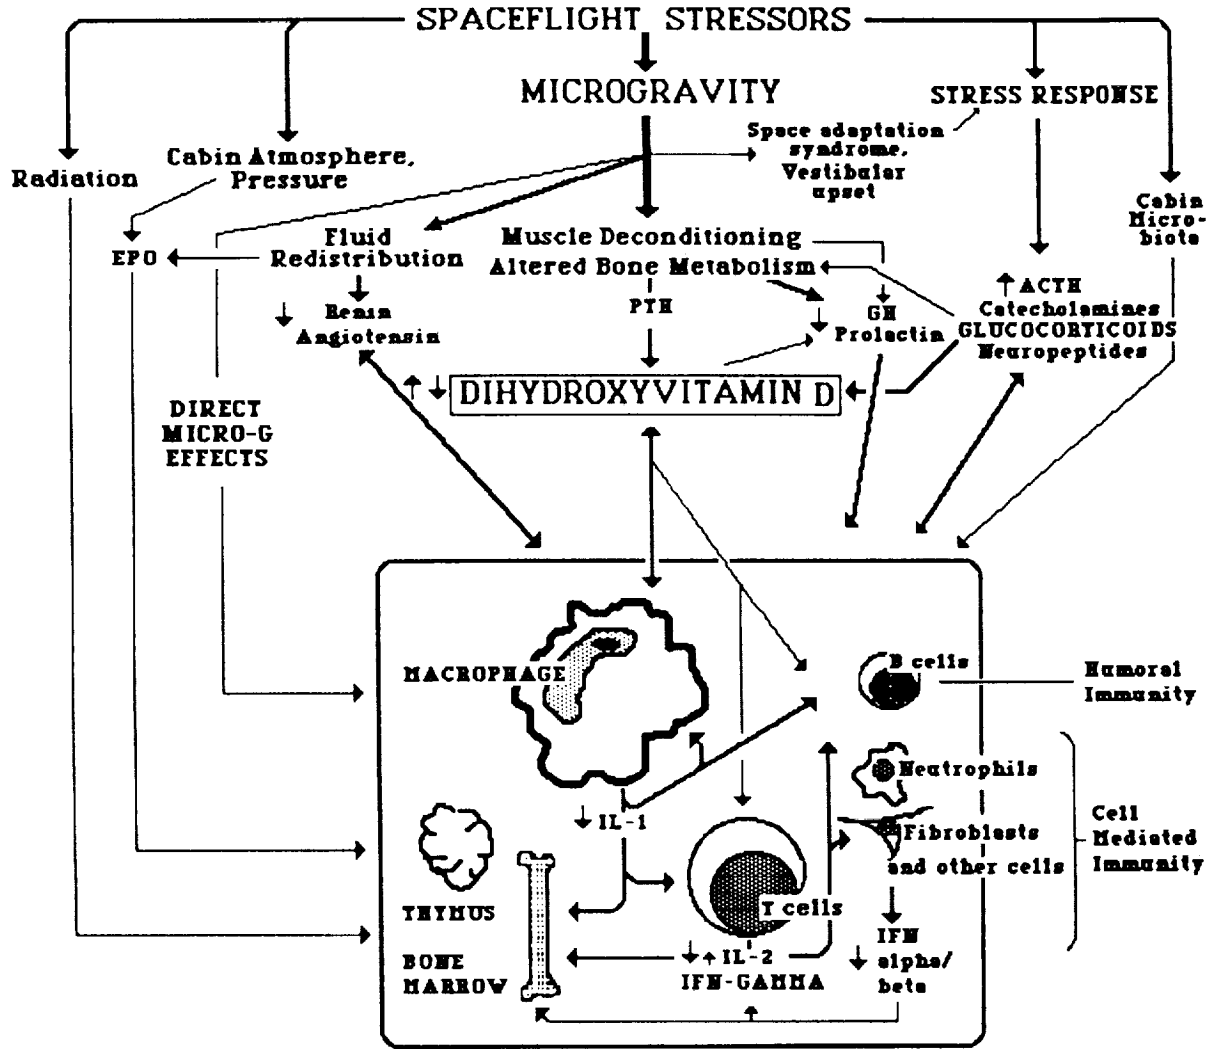 SPACEFLIGHT STRESSORS
MICROGRAVITY
STRESS RESPONSE
Space adaptation
syndrome,
Vestibular
upset
Cabin Atmosphere,
Pressure
Radiation
Cabin
Micro-
biota
EPO
Fluid
Redistribution
Muscle Deconditioning
Altered Bone Metabolism
PTH
Renin
Angiotensin
GH
Prolactin
ACTH
Catecholamines
GLUCOCORTICOIDS
Neuropeptides
DIHYDROXYVITAMIN D
DIRECT
MICRO-G
EFFECTS
MACROPHAGE
B cells
Humoral
Immunity
Neutrophils
IL-1
Fibroblasts
and other cells
Cell
Mediated
Immunity
THYMUS
T cells
BONE
MARROW
IL-2
IFN-GAMMA
IFN
alpha/
beta